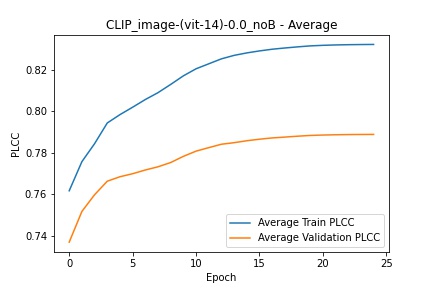 CLIP_image-(vit-14)-0.0_noB - Average
0.82
0.80
0.78
0.76
0.74
PLCC
0 5 10 15 20 25
Epoch
Average Train PLCC
Average Validation PLCC